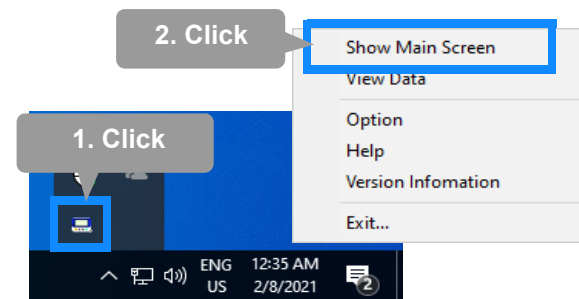 2. Click
Show Main Screen
View Data
Option
Help
Version Infomation
Exit...
1. Click
ENG
US
12:35 AM
2/8/2021
2